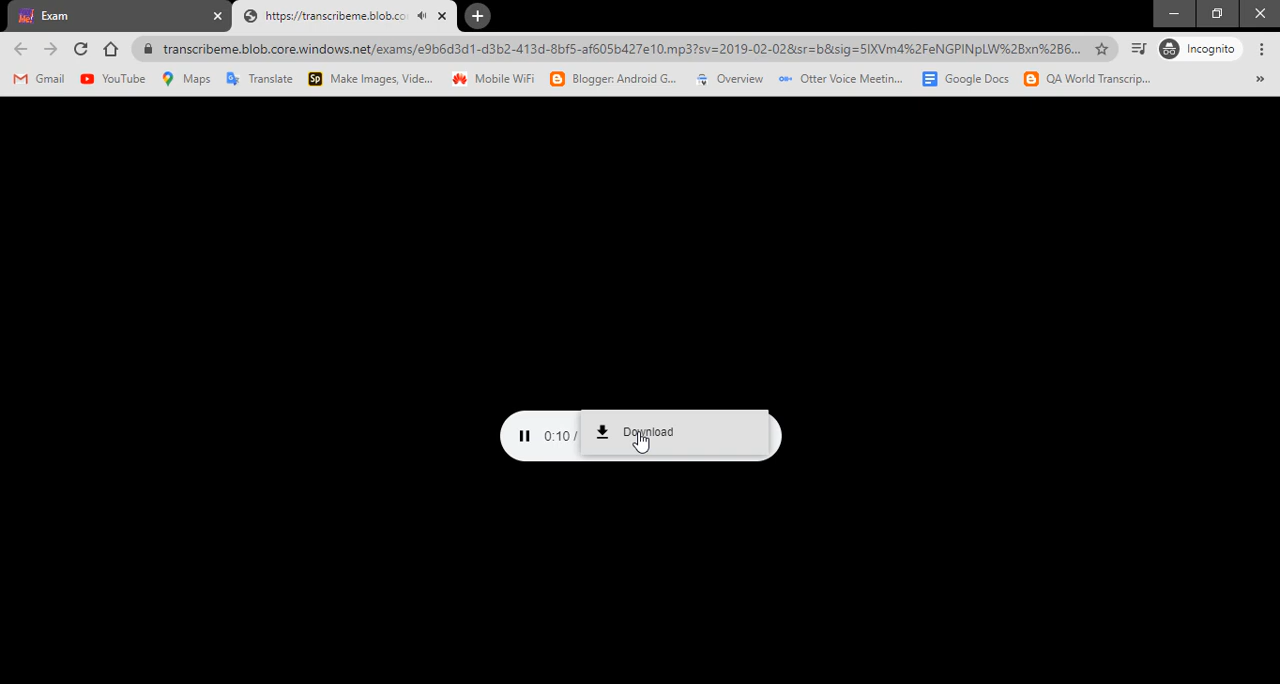 Exam
https://transcribeme.blob.co
transcribeme.blob.core.windows.net/exams/e9b6d3d1-d3b2-413d-8bf5-af605b427e10.mp3?sv=2019-02-02&sr=b&sig=5IXVm4%2FeNGPINpLW%2Bxn%2B6...
Incognito
Gmail
YouTube
Maps
Translate
Sp
Make Images, Vide...
Mobile WiFi
Blogger: Android G...
Overview
Otter Voice Meetin...
Google Docs
QA World Transcrip...
»
0:10 /
Download